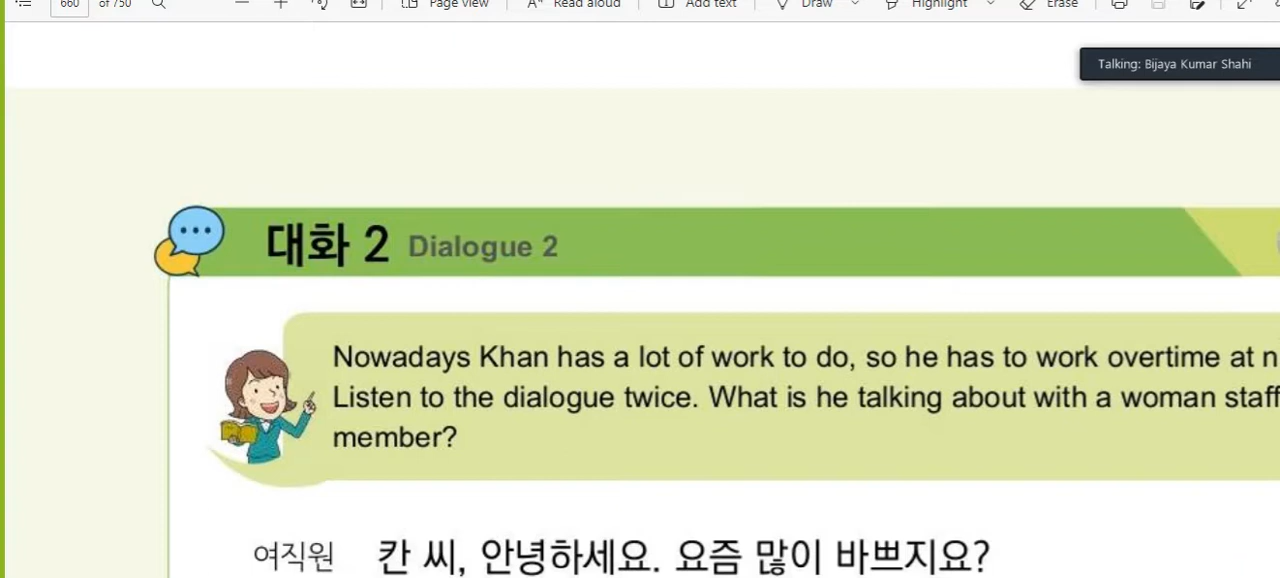 660 of 750 Page view Read aloud Add text Draw Highlight Erase
Talking: Bijaya Kumar Shahi
대화 2 Dialogue 2
Nowadays Khan has a lot of work to do, so he has to work overtime at n
Listen to the dialogue twice. What is he talking about with a woman staff
member?
여직원 칸 씨, 안녕하세요. 요즘 많이 바쁘지요?